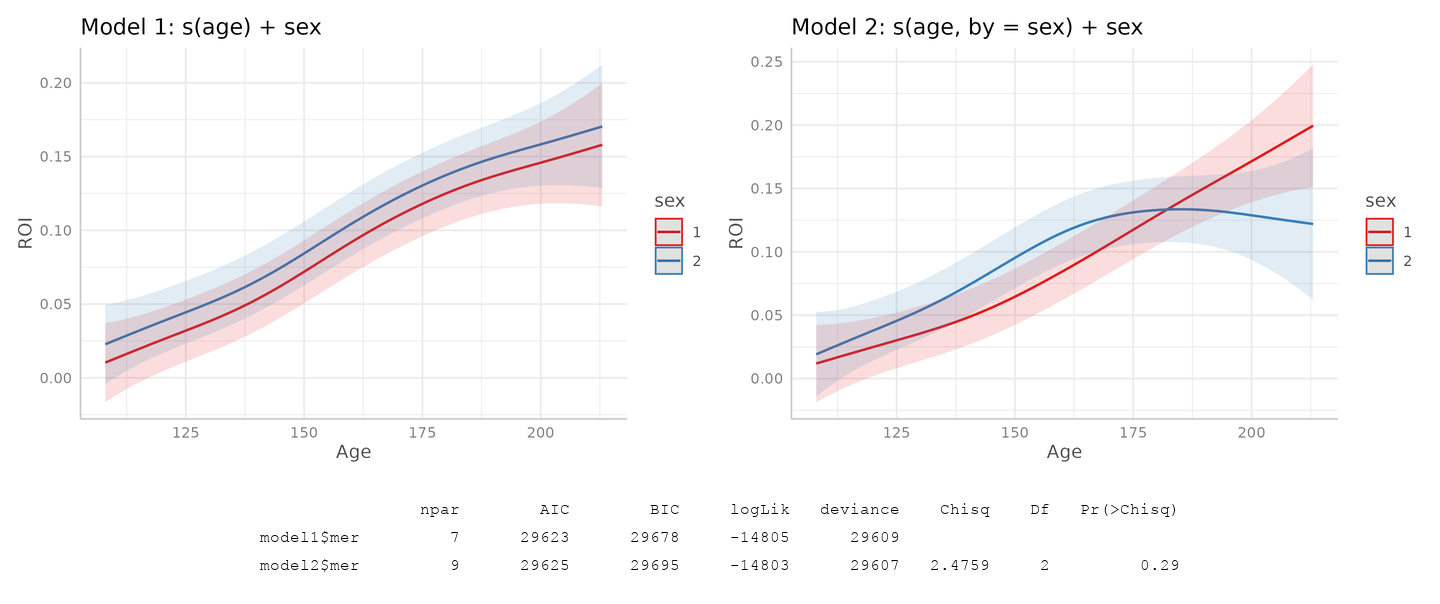 Model 1: s(age) + sex
0.20
0.15
0.10
0.05
0.00
ROI
125 150 175 200
Age
sex
1
2
Model 2: s(age, by = sex) + sex
0.25
0.20
0.15
0.10
0.05
0.00
ROI
125 150 175 200
Age
sex
1
2
npar AIC BIC logLik deviance Chisq Df Pr(>Chisq)
model1$mer 7 29623 29678 -14805 29609
model2$mer 9 29625 29695 -14803 29607 2.4759 2 0.29